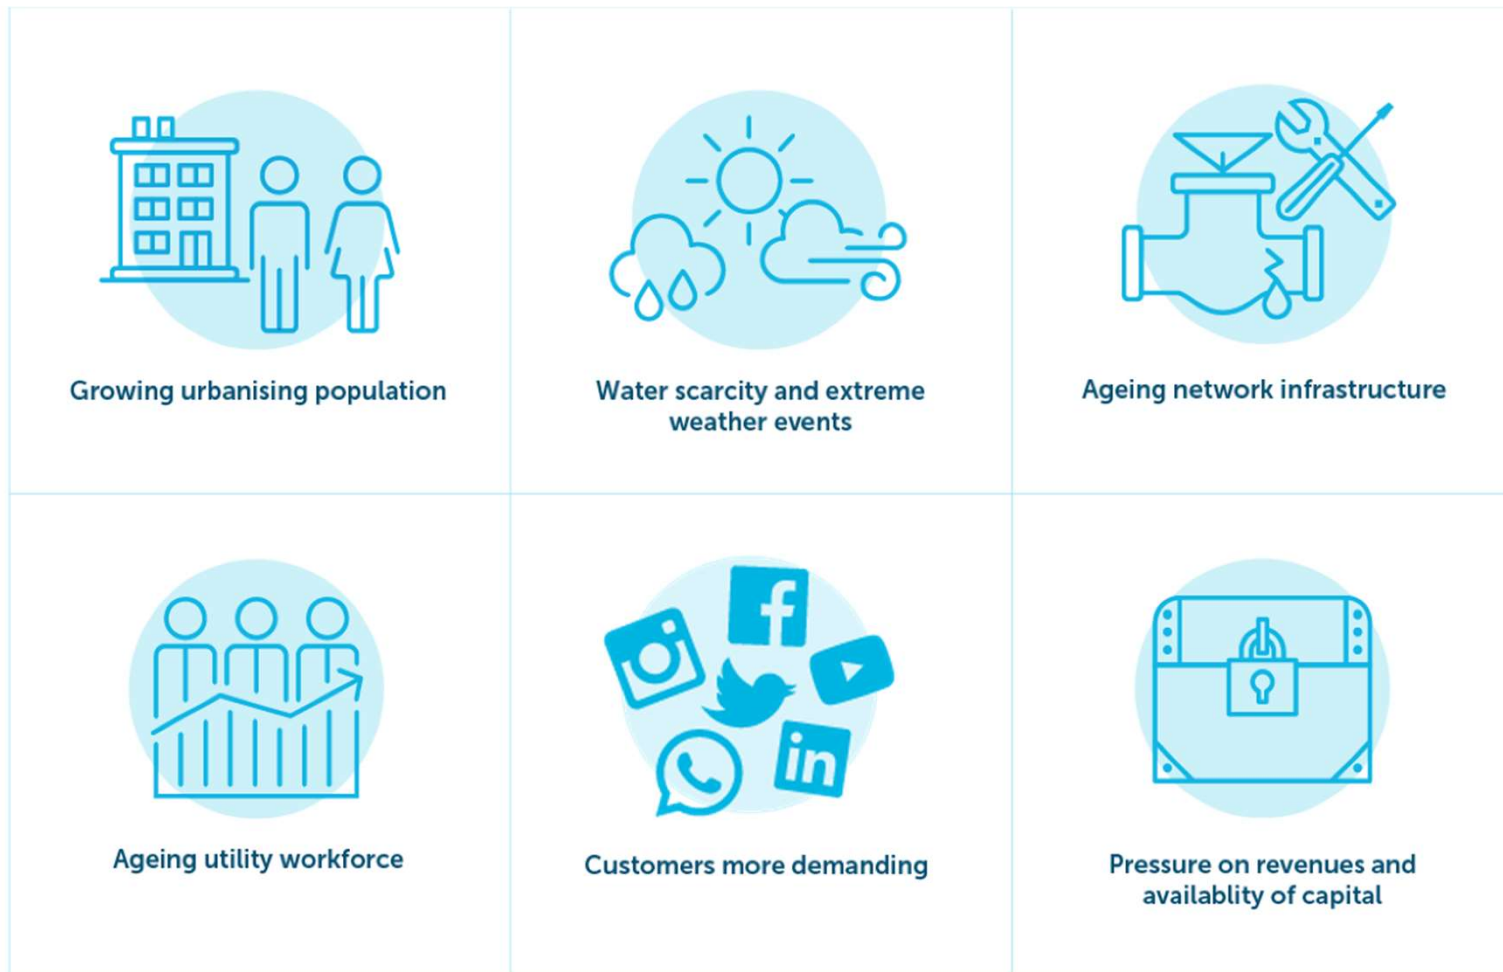 Growing urbanising population
Water scarcity and extreme
weather events
Ageing network infrastructure
Ageing utility workforce
f
in
Customers more demanding
Pressure on revenues and
availablity of capital